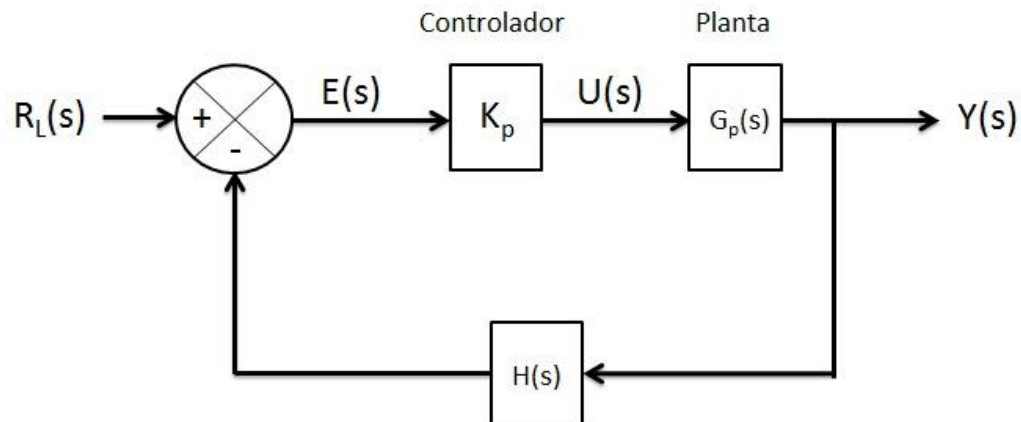 Controlador
Planta
R_L(s)
+
-
E(s)
K_p
U(s)
G_p(s)
Y(s)
H(s)